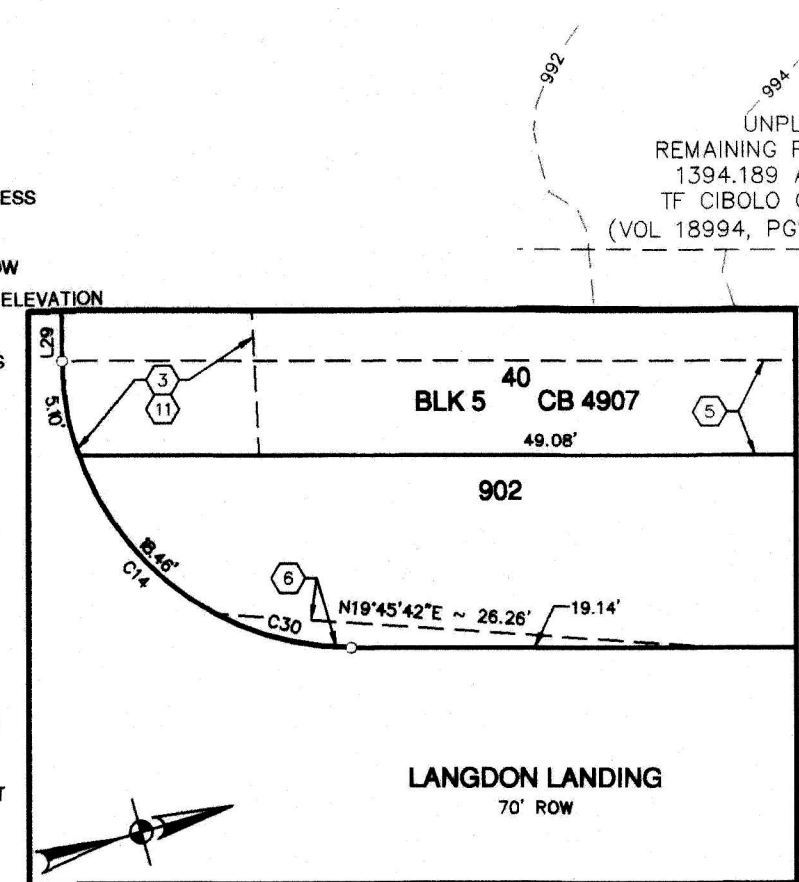 992
994
UNPL
REMAINING
1394.189
TF CIBOLO
(VOL 18994, PG
ESS
OW
ELEVATION
S
L29
3
11
5.10'
40
BLK 5 CB 4907
5
49.08'
902
18.46'
C14
6
N19°45'42"E ~ 26.26'
19.14'
C30
LANGDON LANDING
70' ROW
T